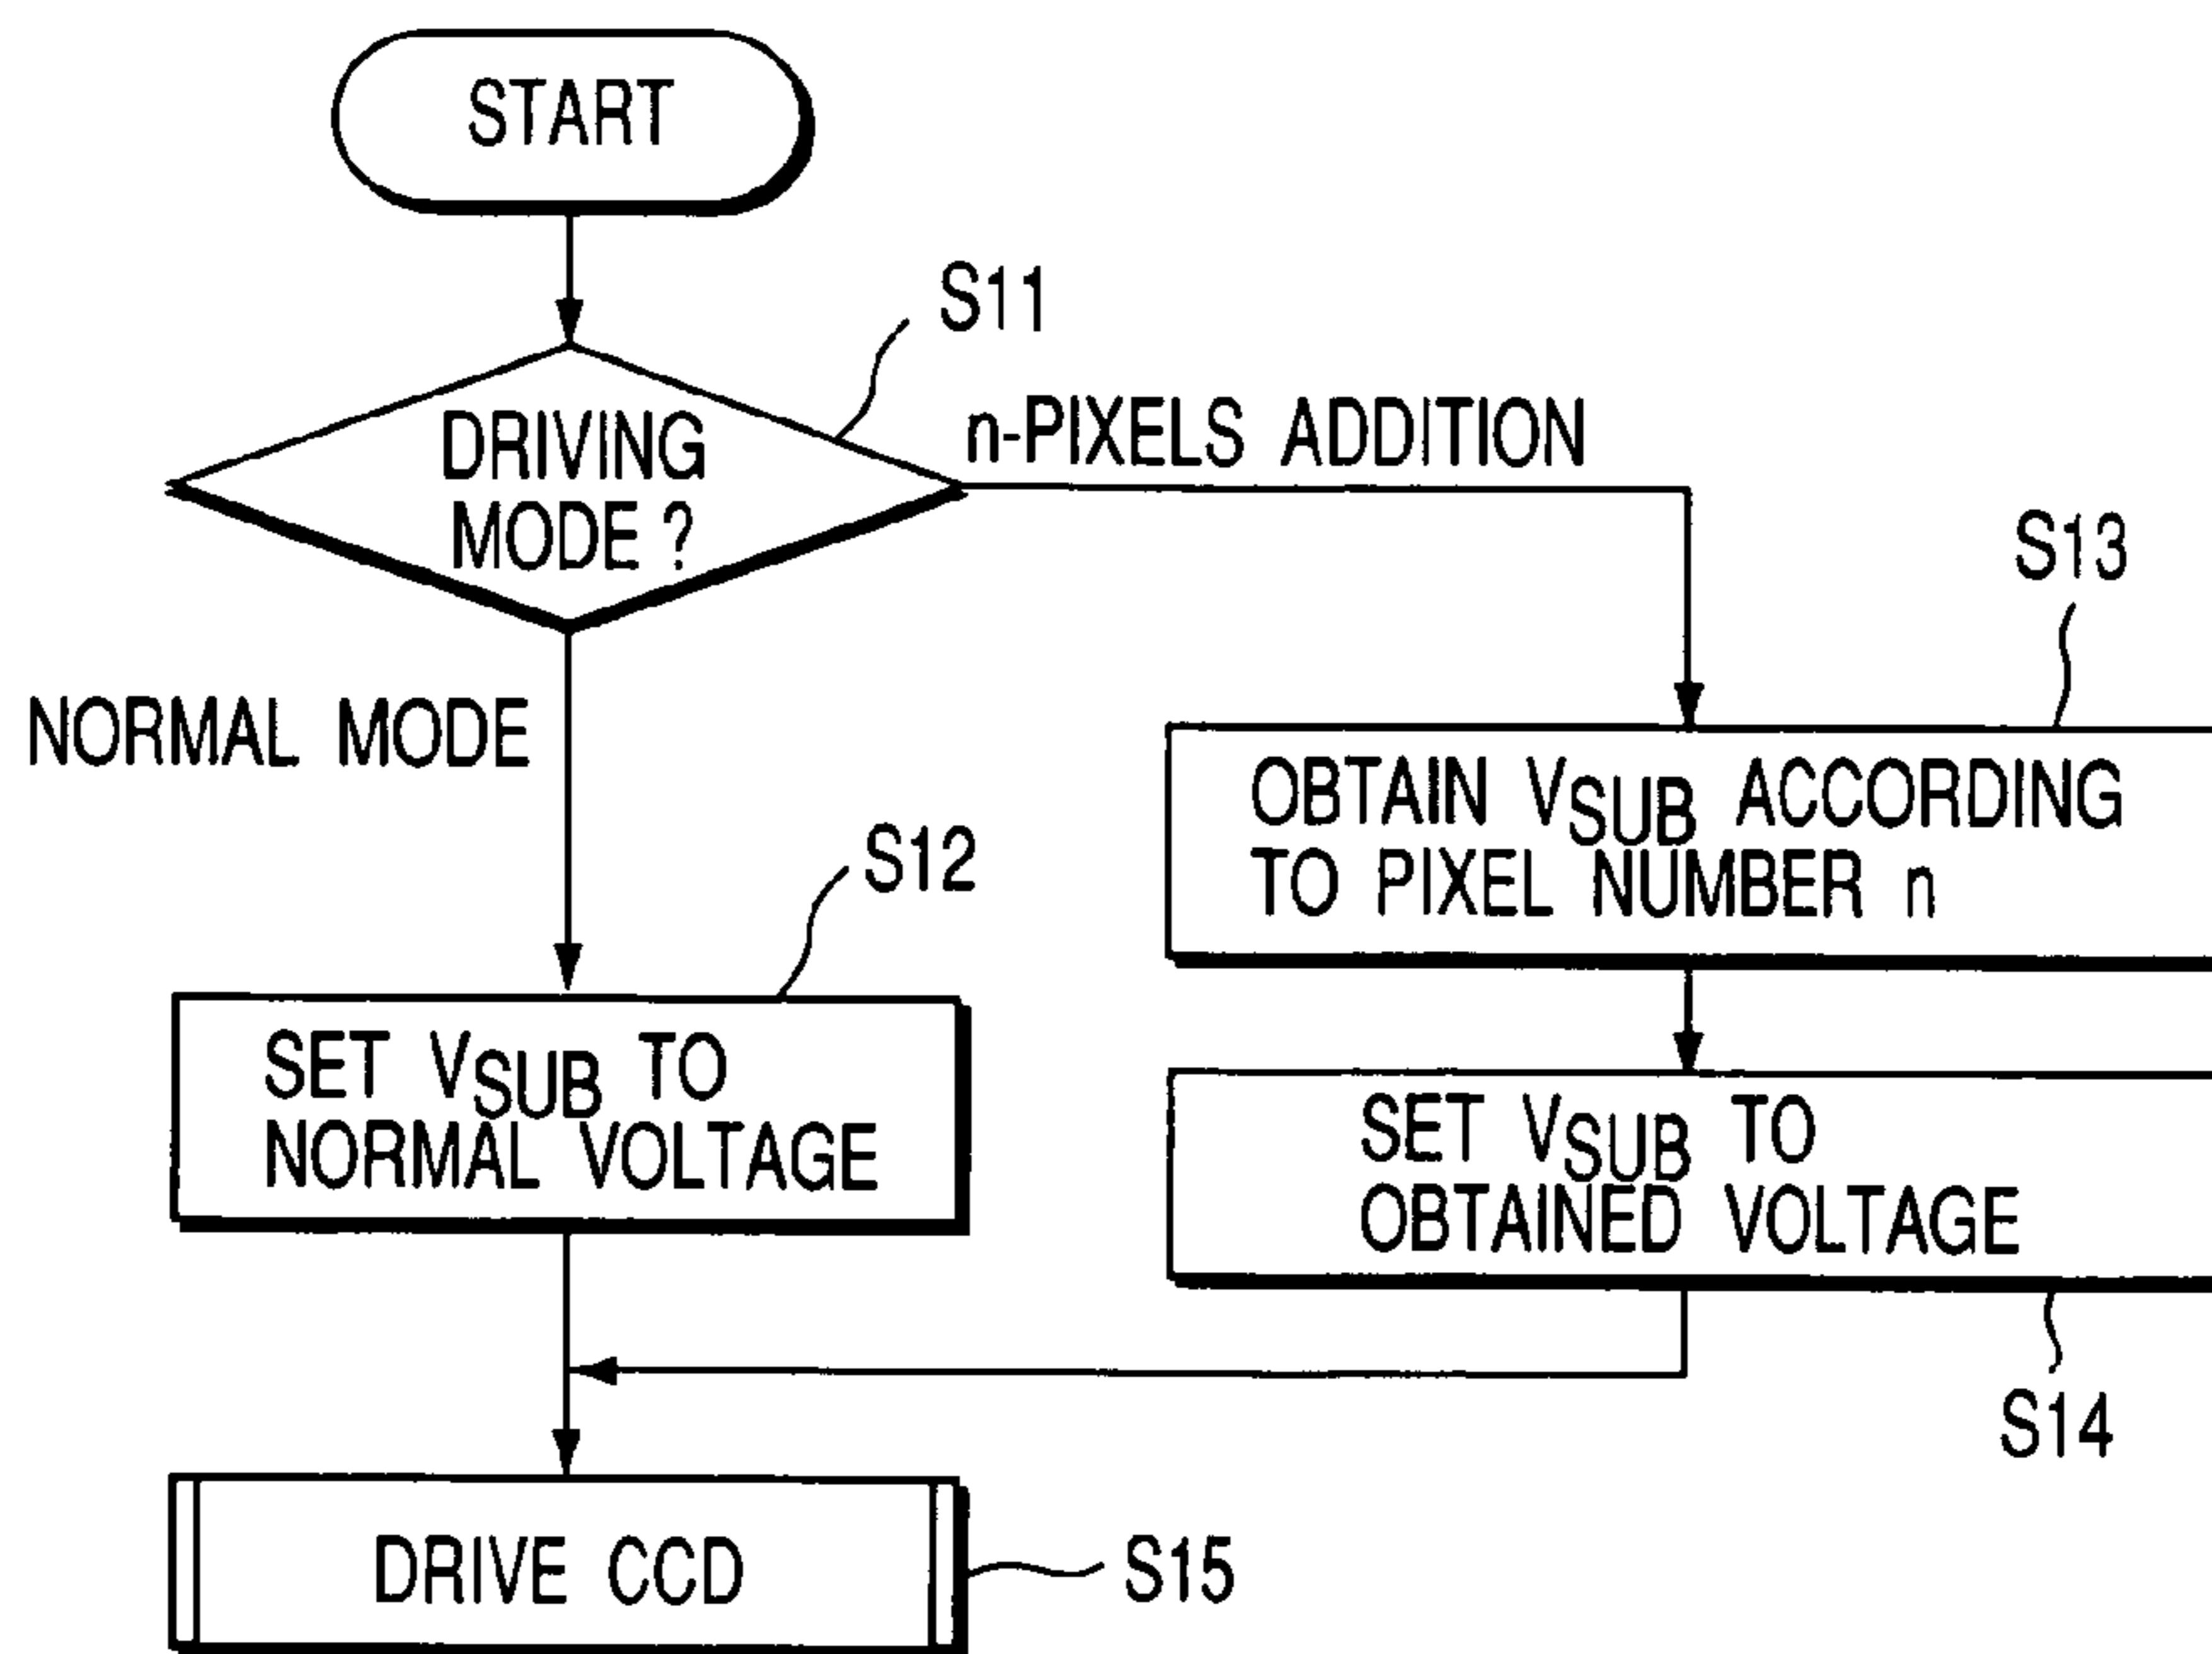 START
S11
DRIVING
MODE ?
n-PIXELS ADDITION
S13
NORMAL MODE
OBTAIN VSUB ACCORDING
TO PIXEL NUMBER n
S12
SET VSUB TO
NORMAL VOLTAGE
SET VSUB TO
OBTAINED VOLTAGE
S14
DRIVE CCD
S15